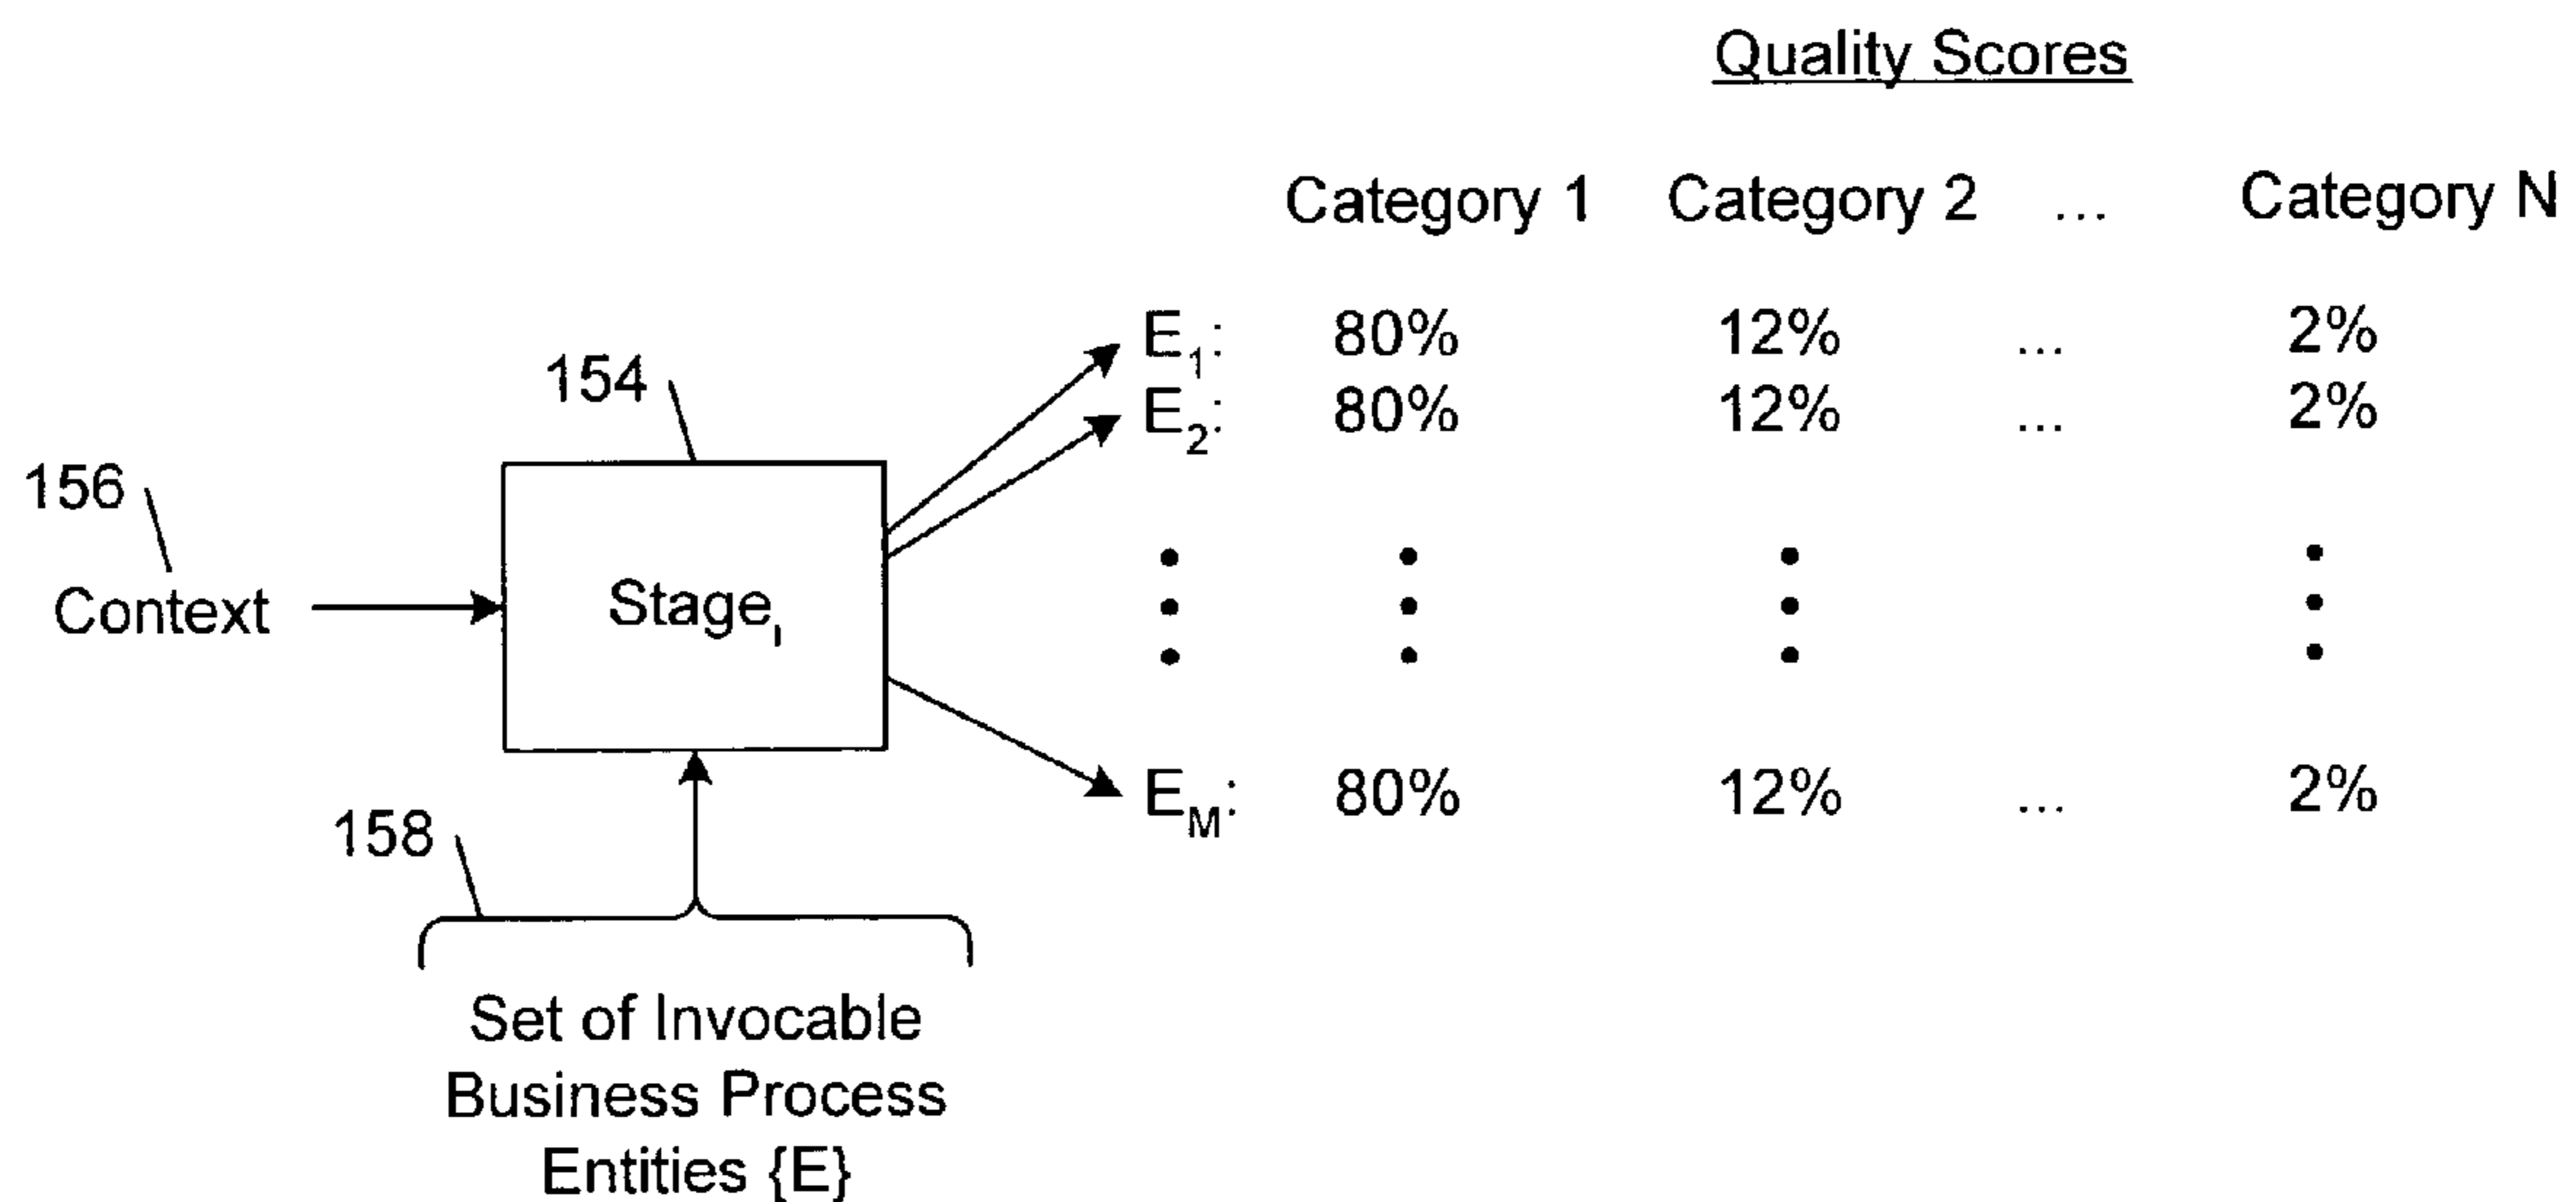 Quality Scores
Category 1 Category 2 ... Category N
E1: 80% 12% ... 2%
154
E2: 80% 12% ... 2%
156
Context
Stagei
EM: 80% 12% ... 2%
158
Set of Invocable
Business Process
Entities {E}